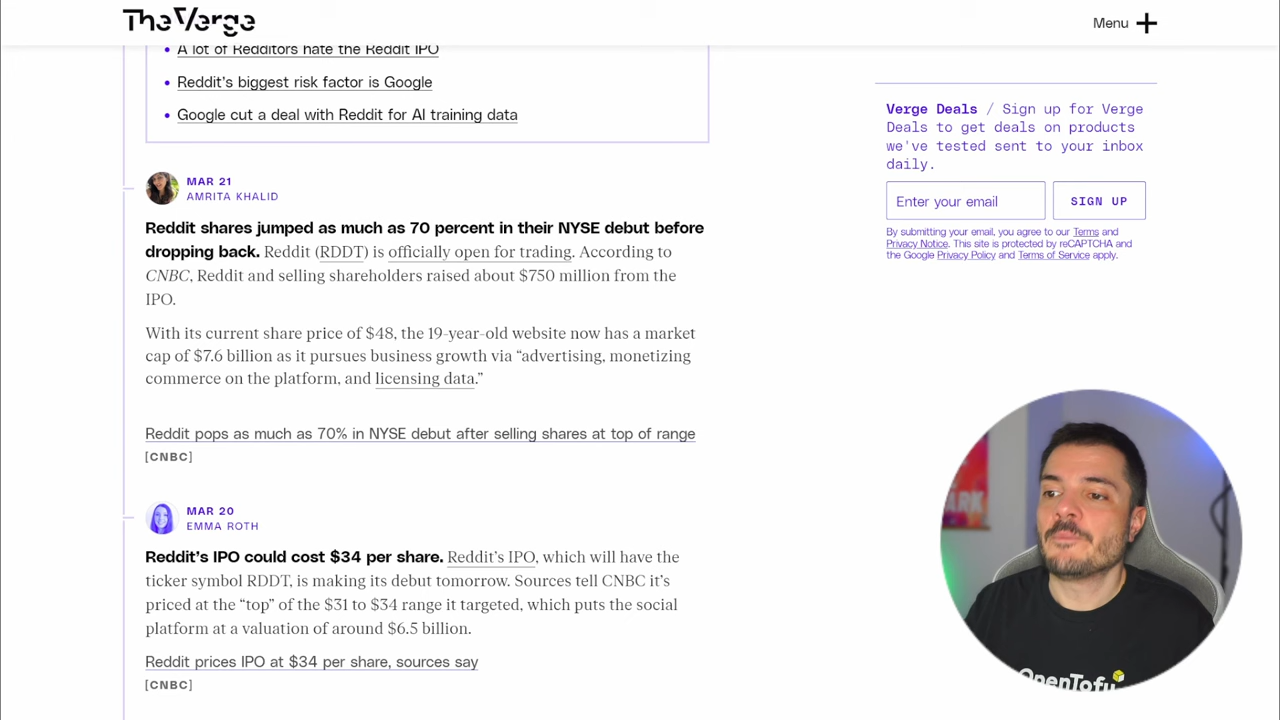 The Verge
Menu
A lot of Redditors hate the Reddit IPO
Reddit's biggest risk factor is Google
Google cut a deal with Reddit for AI training data
MAR 21
AMRITA KHALID
Reddit shares jumped as much as 70 percent in their NYSE debut before
dropping back. Reddit (RDDT) is officially open for trading. According to
CNBC, Reddit and selling shareholders raised about $750 million from the
IPO.
With its current share price of $48, the 19-year-old website now has a market
cap of $7.6 billion as it pursues business growth via “advertising, monetizing
commerce on the platform, and licensing data.”
Reddit pops as much as 70% in NYSE debut after selling shares at top of range
[CNBC]
MAR 20
EMMA ROTH
Reddit’s IPO could cost $34 per share. Reddit’s IPO, which will have the
ticker symbol RDDT, is making its debut tomorrow. Sources tell CNBC it’s
priced at the “top” of the $31 to $34 range it targeted, which puts the social
platform at a valuation of around $6.5 billion.
Reddit prices IPO at $34 per share, sources say
[CNBC]
Verge Deals / Sign up for Verge
Deals to get deals on products
we've tested sent to your inbox
daily.
Enter your email
SIGN UP
By submitting your email, you agree to our Terms and
Privacy Notice. This site is protected by reCAPTCHA and
the Google Privacy Policy and Terms of Service apply.
OpenTofu